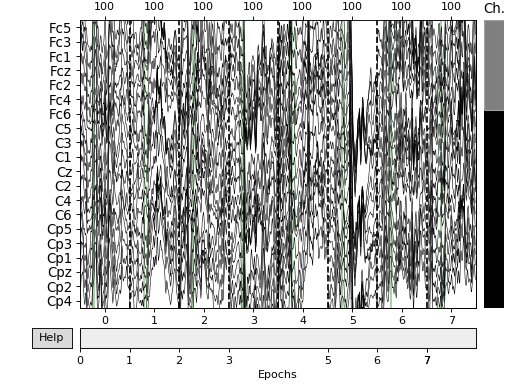 100 100 100 100 100 100 100 100 Ch.
Fc5
Fc3
Fc1
Fcz
Fc2
Fc4
Fc6
C5
C3
C1
Cz
C2
C4
C6
Cp5
Cp3
Cp1
Cpz
Cp2
Cp4
0 1 2 3 4 5 6 7
Help
0 1 2 3 5 6 7
Epochs